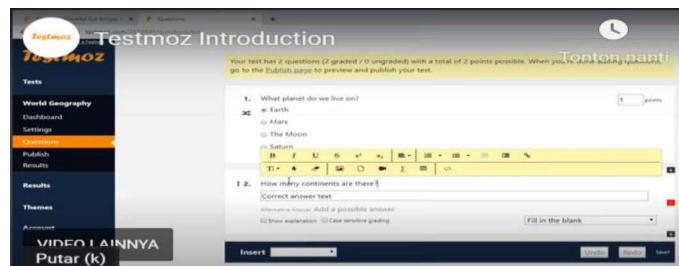 Testmoz Introduction
Testmoz
Tonton nanti
Testmoz
Tests
World Geography
Dashboard
Settings
Questions
Publish
Results
Results
Themes
Account
VIDEO LAINNYA
Putar (k)
Your test has 2 questions (2 graded / 0 ungraded) with a total of 2 points possible. When you're done
go to the Publish page to preview and publish your test.
1. What planet do we live on?
1 points
Earth
Mars
The Moon
Saturn
B I U S x² x₂
T
2. How many continents are there?
Correct answer text
Alternative Answer Add a possible answer
Show explanation Case sensitive grading
Fill in the blank
Insert
Undo Redo Save